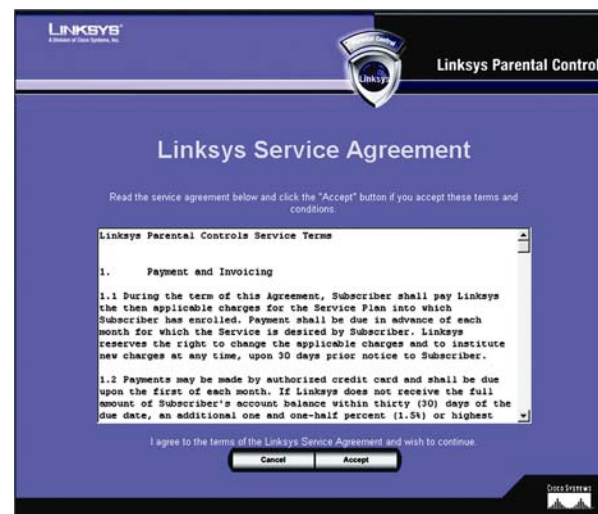 LINKSYS®
A Division of Cisco Systems, Inc.
Parental Control
Linksys
Linksys Parental Control
Linksys Service Agreement
Read the service agreement below and click the "Accept" button if you accept these terms and
conditions.
Linksys Parental Controls Service Terms
1. Payment and Invoicing
1.1 During the term of this Agreement, Subscriber shall pay Linksys
the then applicable charges for the Service Plan into which
Subscriber has enrolled. Payment shall be due in advance of each
month for which the Service is desired by Subscriber. Linksys
reserves the right to change the applicable charges and to institute
new charges at any time, upon 30 days prior notice to Subscriber.
1.2 Payments may be made by authorized credit card and shall be due
upon the first of each month. If Linksys does not receive the full
amount of Subscriber's account balance within thirty (30) days of the
due date, an additional one and one-half percent (1.5%) or highest
I agree to the terms of the Linksys Service Agreement and wish to continue.
Cancel Accept
CISCO SYSTEMS